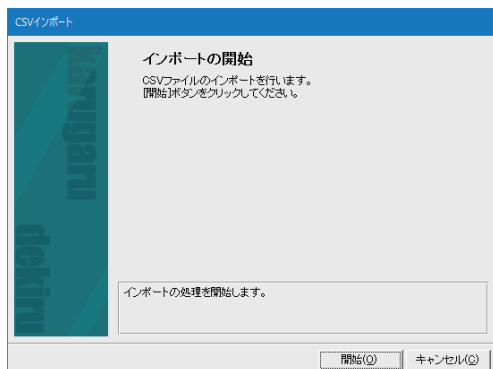 CSVインポート
インポートの開始
CSVファイルのインポートを行います。
[開始]ボタンをクリックしてください。
karugaru
dekiru
インポートの処理を開始します。
開始(O)
キャンセル(C)